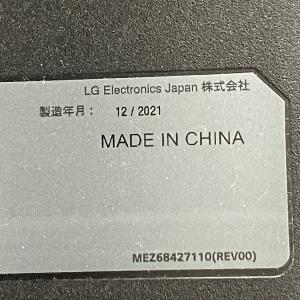 LG Electronics Japan 株式会社
製造年月： 12 / 2021
MADE IN CHINA
MEZ68427110(REV00)